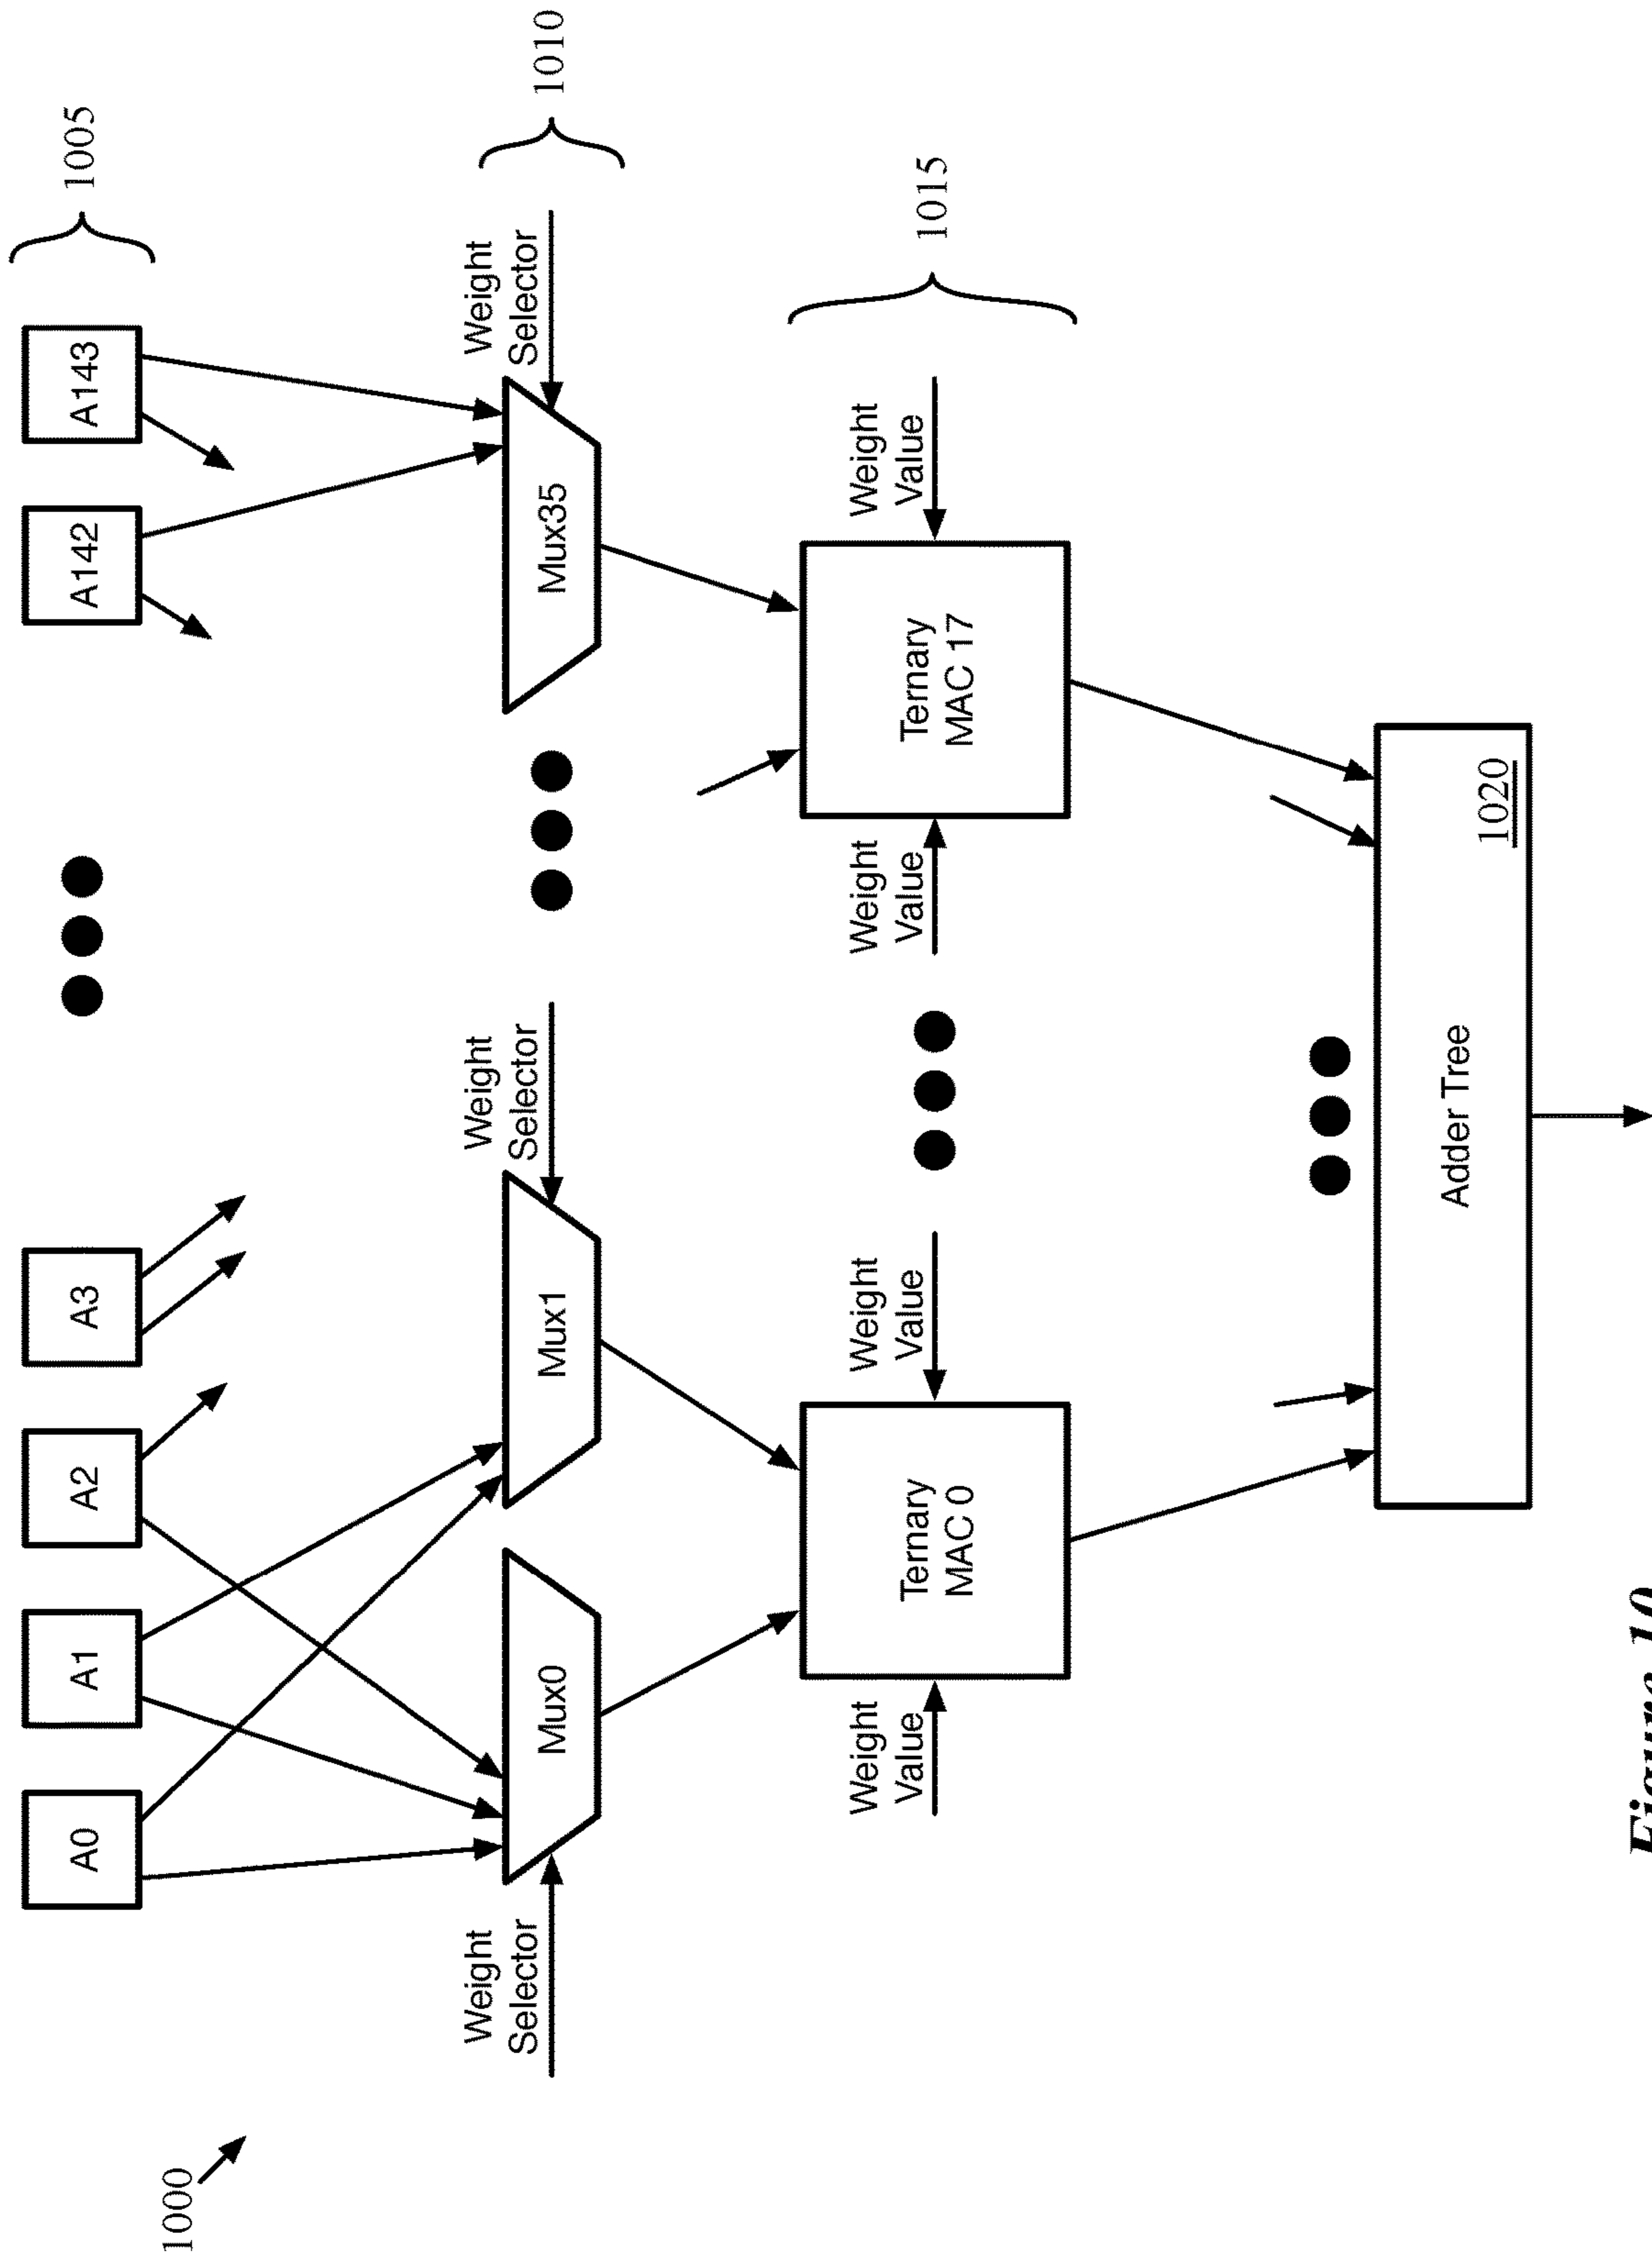 A0
A1
A2
A3
A142
A143
1005
1000
Weight
Selector
Mux0
Mux1
Weight
Selector
Mux35
Weight
Selector
1010
Weight
Value
Ternary
MAC 0
Weight
Value
Weight
Value
Ternary
MAC 17
Weight
Value
1015
Adder Tree
1020
Figure 10